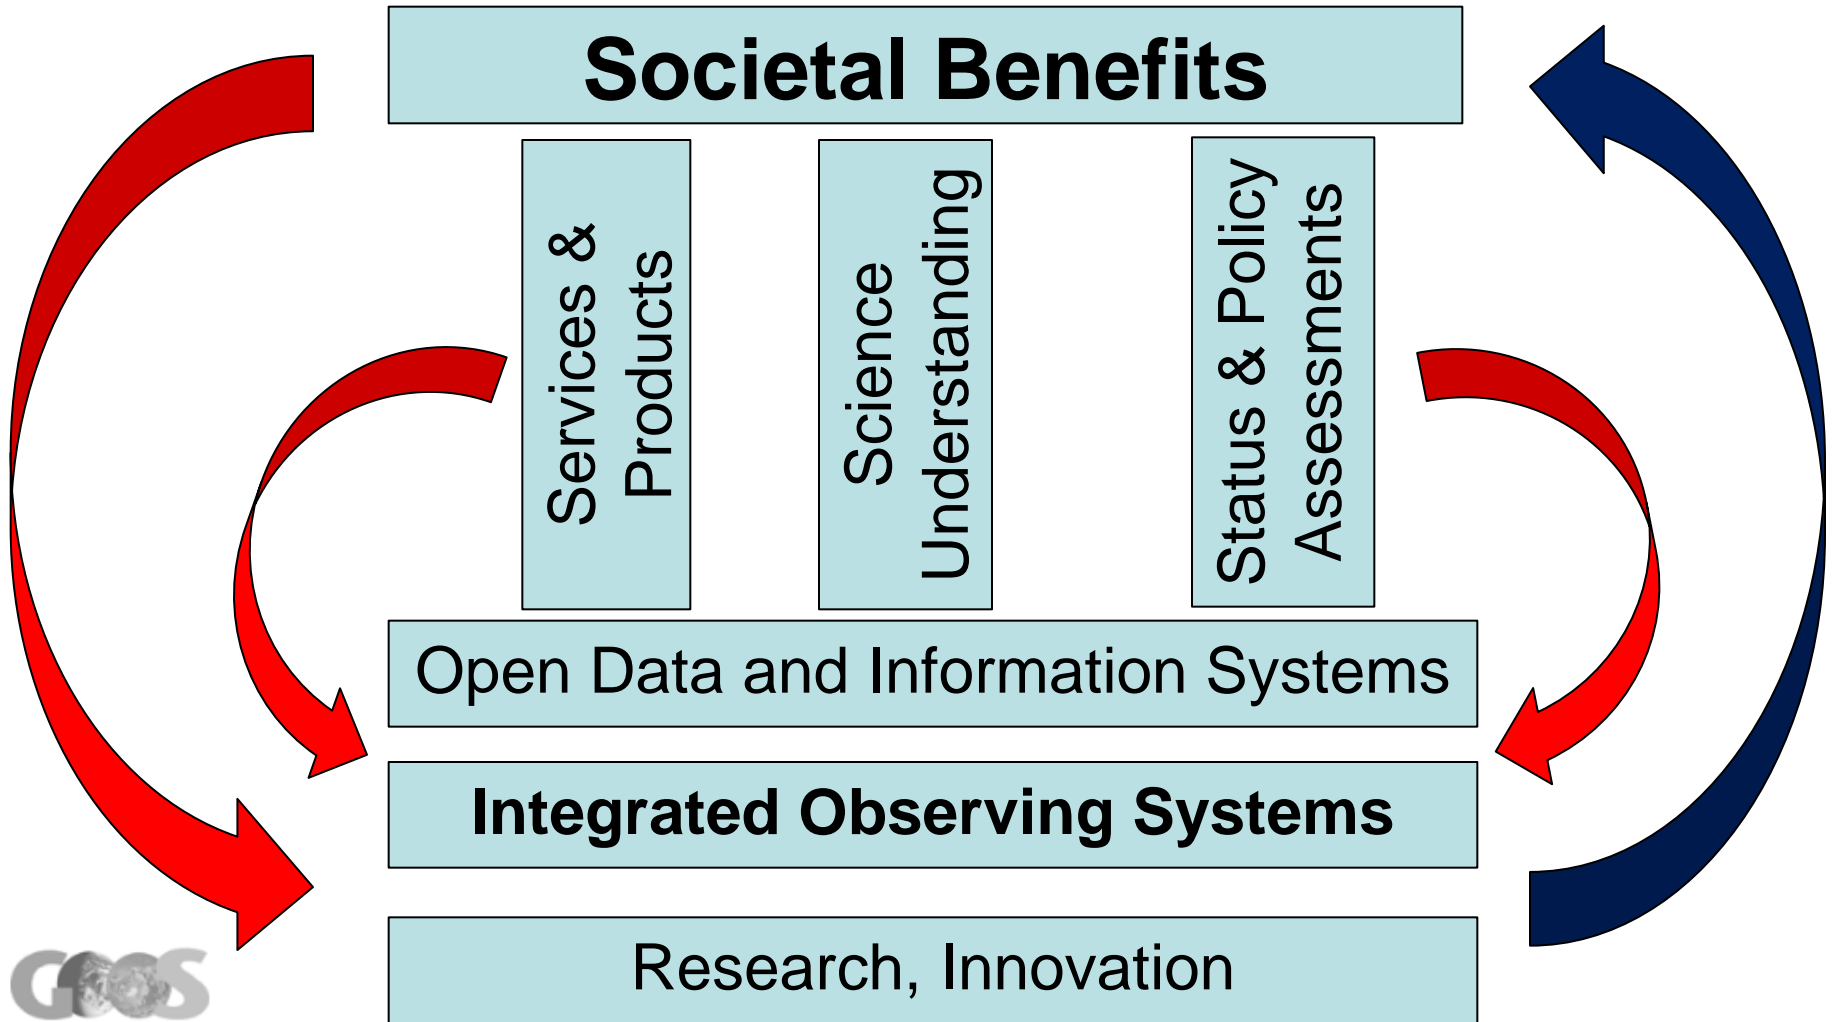 Societal Benefits
Services &
Products
Science
Understanding
Status & Policy
Assessments
Open Data and Information Systems
Integrated Observing Systems
Research, Innovation
GOOS